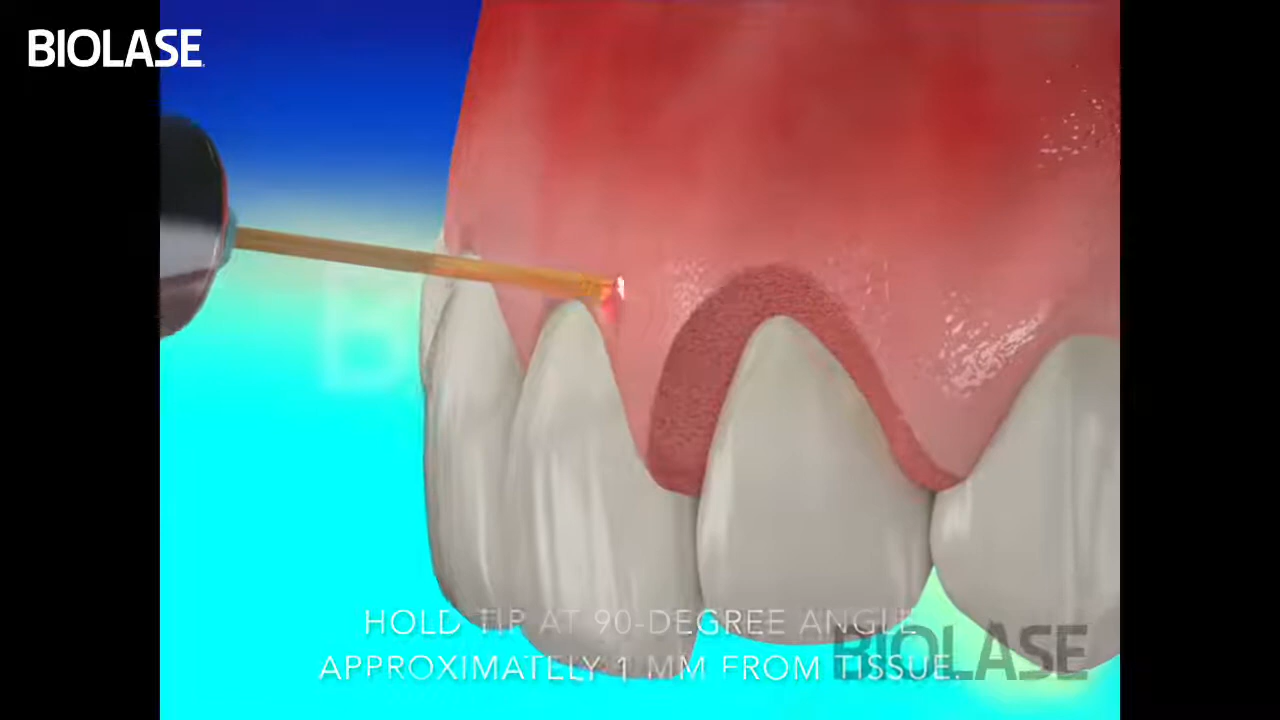 BIOLASE
HOLD TIP AT 90-DEGREE ANGLE
APPROXIMATELY 1 MM FROM TISSUE.
BIOLASE